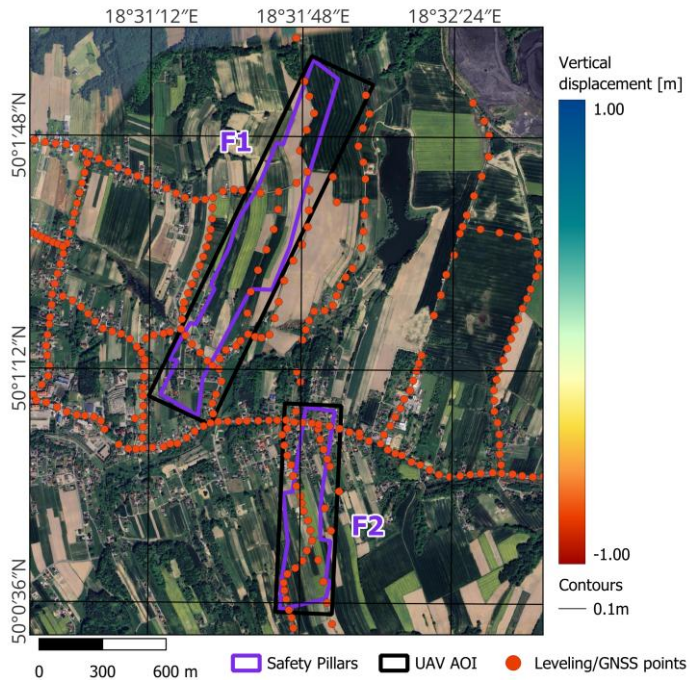 18°31′12″E 18°31′48″E 18°32′24″E
50°1′48″N
50°1′12″N
50°0′36″N
F1
F2
Vertical
displacement [m]
1.00
-1.00
Contours
0.1m
0 300 600 m
Safety Pillars UAV AOI Leveling/GNSS points